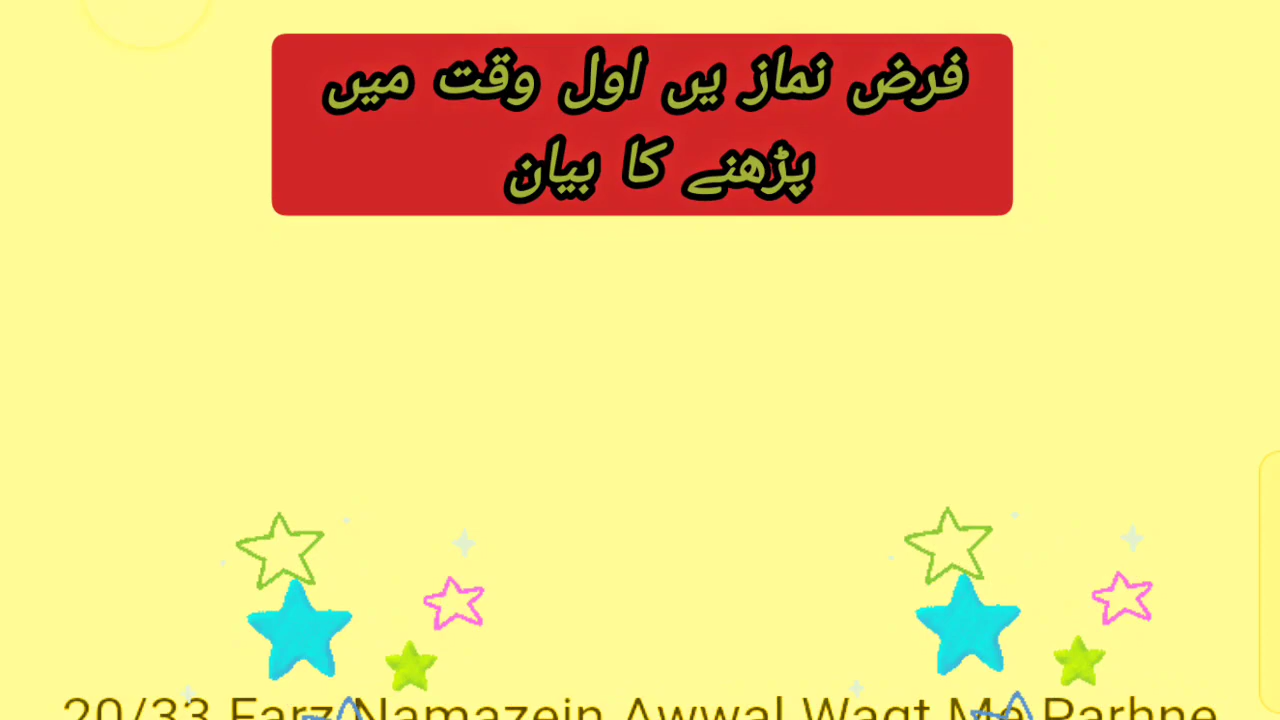 فرض نماز یں اول وقت میں
پڑھنے کا بیان
20/33 Farz Namazein Awwal Waqt Me Parhne